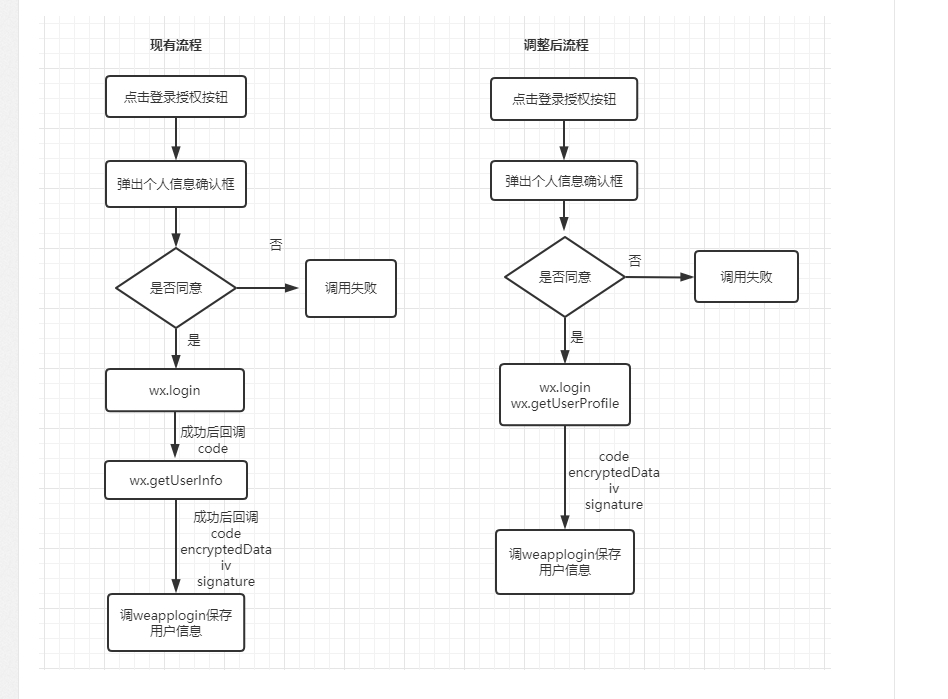 现有流程
点击登录授权按钮
弹出个人信息确认框
是否同意
否
调用失败
是
wx.login
成功后回调
code
wx.getUserInfo
成功后回调
code
encryptedData
iv
signature
调weapplogin保存
用户信息
调整后流程
点击登录授权按钮
弹出个人信息确认框
是否同意
否
调用失败
是
wx.login
wx.getUserProfile
code
encryptedData
iv
signature
调weapplogin保存
用户信息